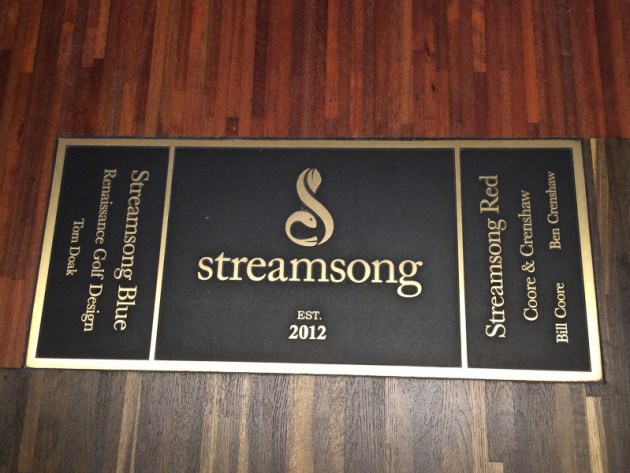 Streamsong Blue
Renaissance Golf Design
Tom Doak
streamsong
EST.
2012
Streamsong Red
Coore & Crenshaw
Bill Coore Ben Crenshaw